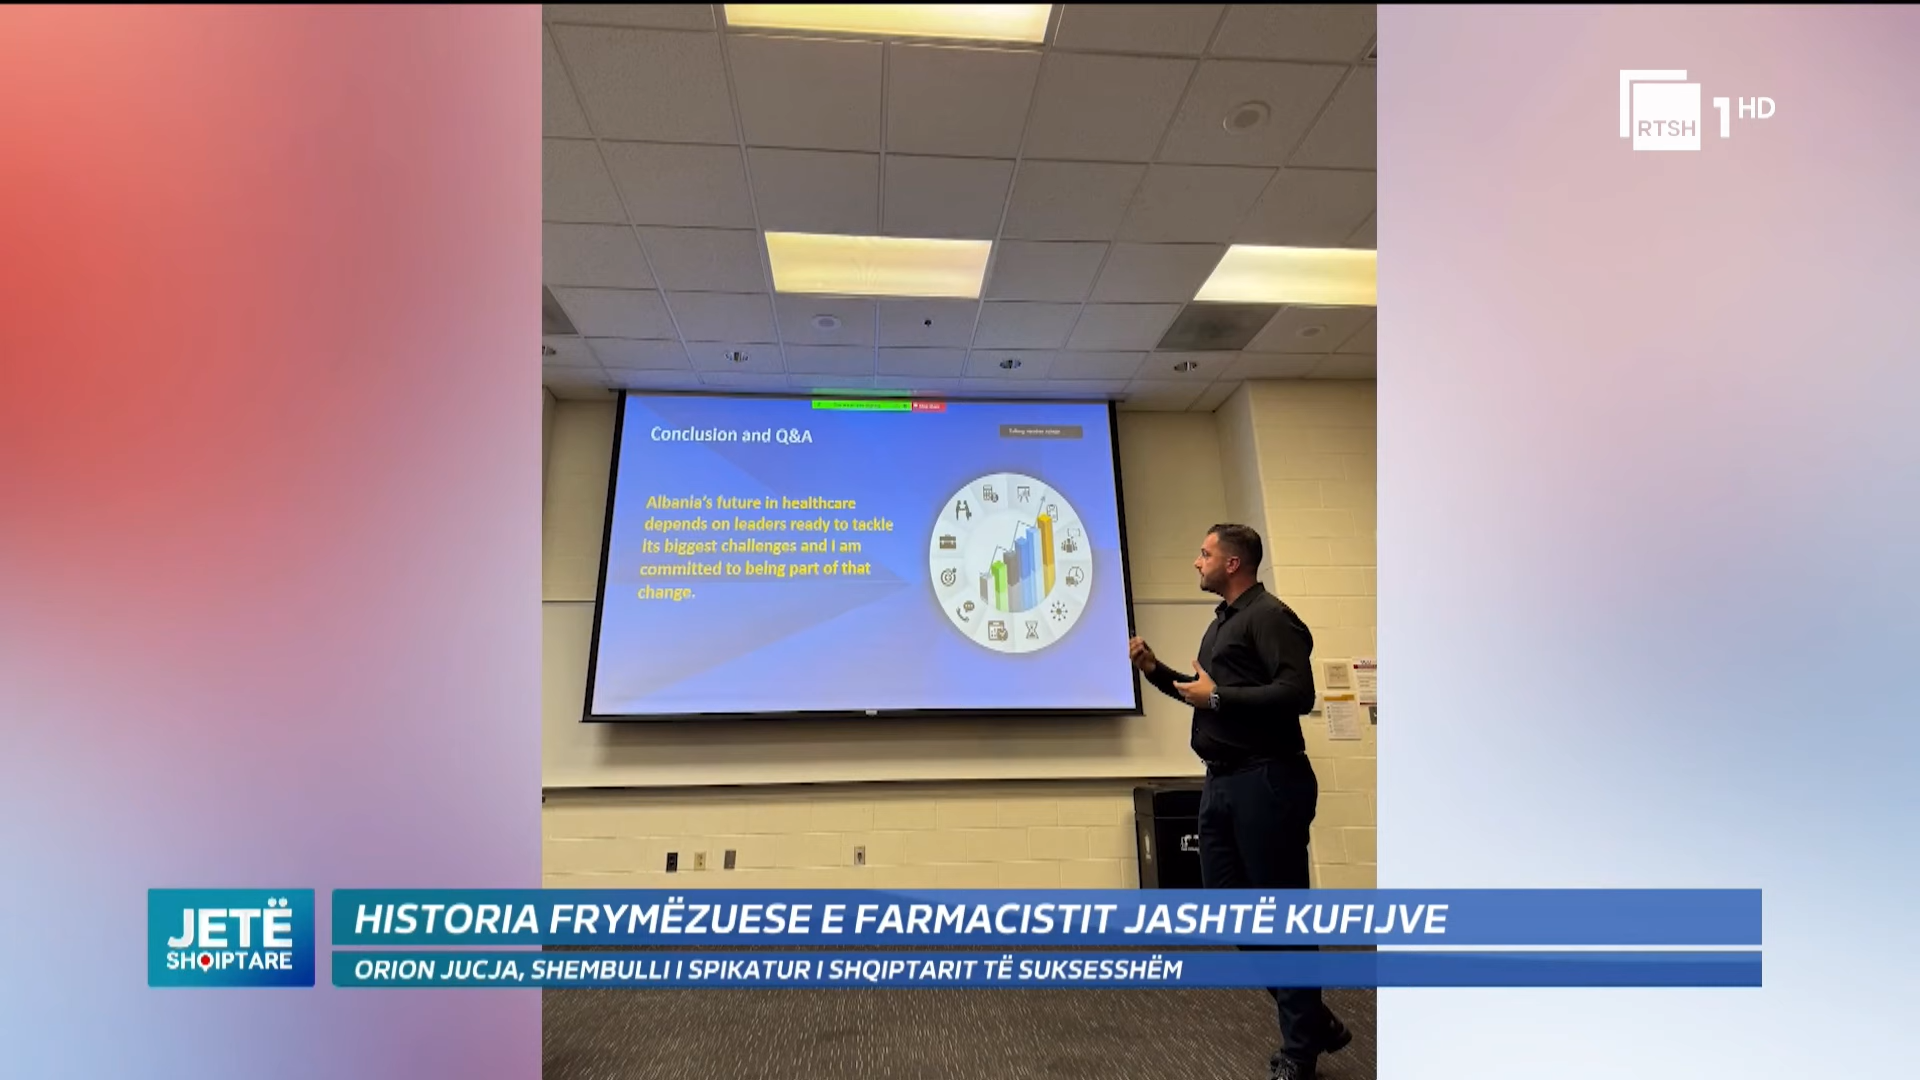 RTSH 1 HD
Conclusion and Q&A
Albania's future in healthcare
depends on leaders ready to tackle
its biggest challenges and I am
committed to being part of that
change.
JETË
SHQIPTARE
HISTORIA FRYMËZUESE E FARMACISTIT JASHTË KUFIJVE
ORION JUCJA, SHEMBULLI I SPIKATUR I SHQIPTARIT TË SUKSESSHËM